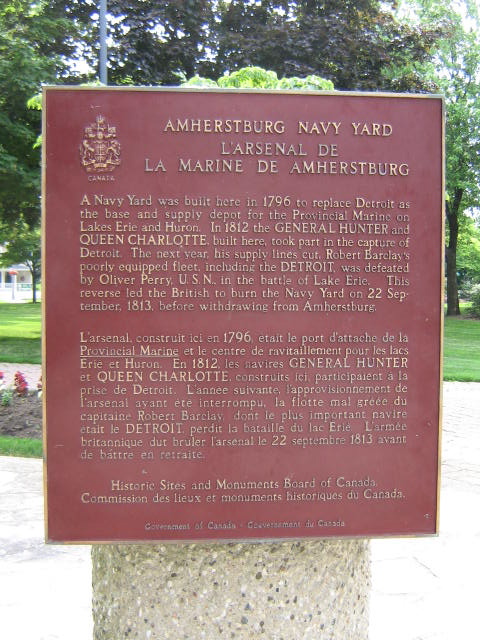 CANADA
AMHERSTBURG NAVY YARD
L'ARSENAL DE
LA MARINE DE AMHERSTBURG
A Navy Yard was built here in 1796 to replace Detroit as
the base and supply depot for the Provincial Marine on
Lakes Erie and Huron. In 1812 the GENERAL HUNTER and
QUEEN CHARLOTTE, built here, took part in the capture of
Detroit. The next year, his supply lines cut, Robert Barclay's
poorly equipped fleet, including the DETROIT, was defeated
by Oliver Perry, U.S.N., in the battle of Lake Erie. This
reverse led the British to burn the Navy Yard on 22 Sep-
tember, 1813, before withdrawing from Amherstburg.
L'arsenal, construit ici en 1796, était le port d'attache de la
Provincial Marine et le centre de ravitaillement pour les lacs
Erie et Huron. En 1812, les navires GENERAL HUNTER
et QUEEN CHARLOTTE, construits ici, participaient à la
prise de Detroit. L'année suivante, l'approvisionnement de
l'arsenal ayant été interrompu, la flotte mal gréée du
capitaine Robert Barclay, dont le plus important navire
était le DETROIT, perdit la bataille du lac Erié. L'armée
britannique dut brûler l'arsenal le 22 septembre 1813 avant
de battre en retraite.
Historic Sites and Monuments Board of Canada.
Commission des lieux et monuments historiques du Canada.
Government of Canada · Gouvernement du Canada